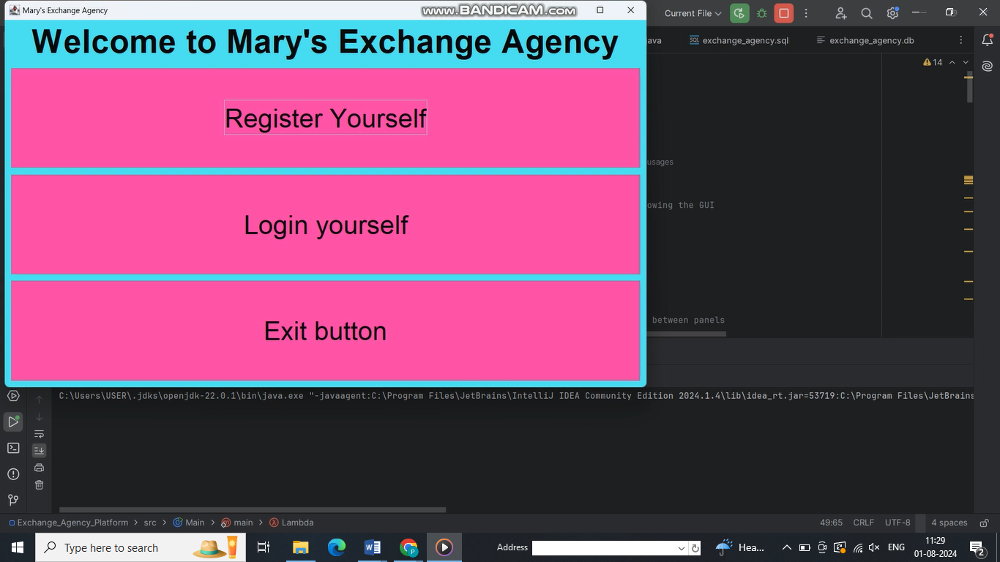 Mary's Exchange Agency
www.BANDICAM.com
Current File
Welcome to Mary's Exchange Agency
exchange_agency.sql
exchange_agency.db
14
Register Yourself
usages
owing the GUI
Login yourself
between panels
Exit button
C:\Users\USER\.jdks\openjdk-22.0.1\bin\java.exe "-javaagent:C:\Program Files\JetBrains\IntelliJ IDEA Community Edition 2024.1.4\lib\idea_rt.jar=53719:C:\Program Files\JetBrains
Exchange_Agency_Platform > src > Main > main > Lambda
49:65 CRLF UTF-8 4 spaces
Type here to search
Address
Hea...
ENG
11:29
01-08-2024
2